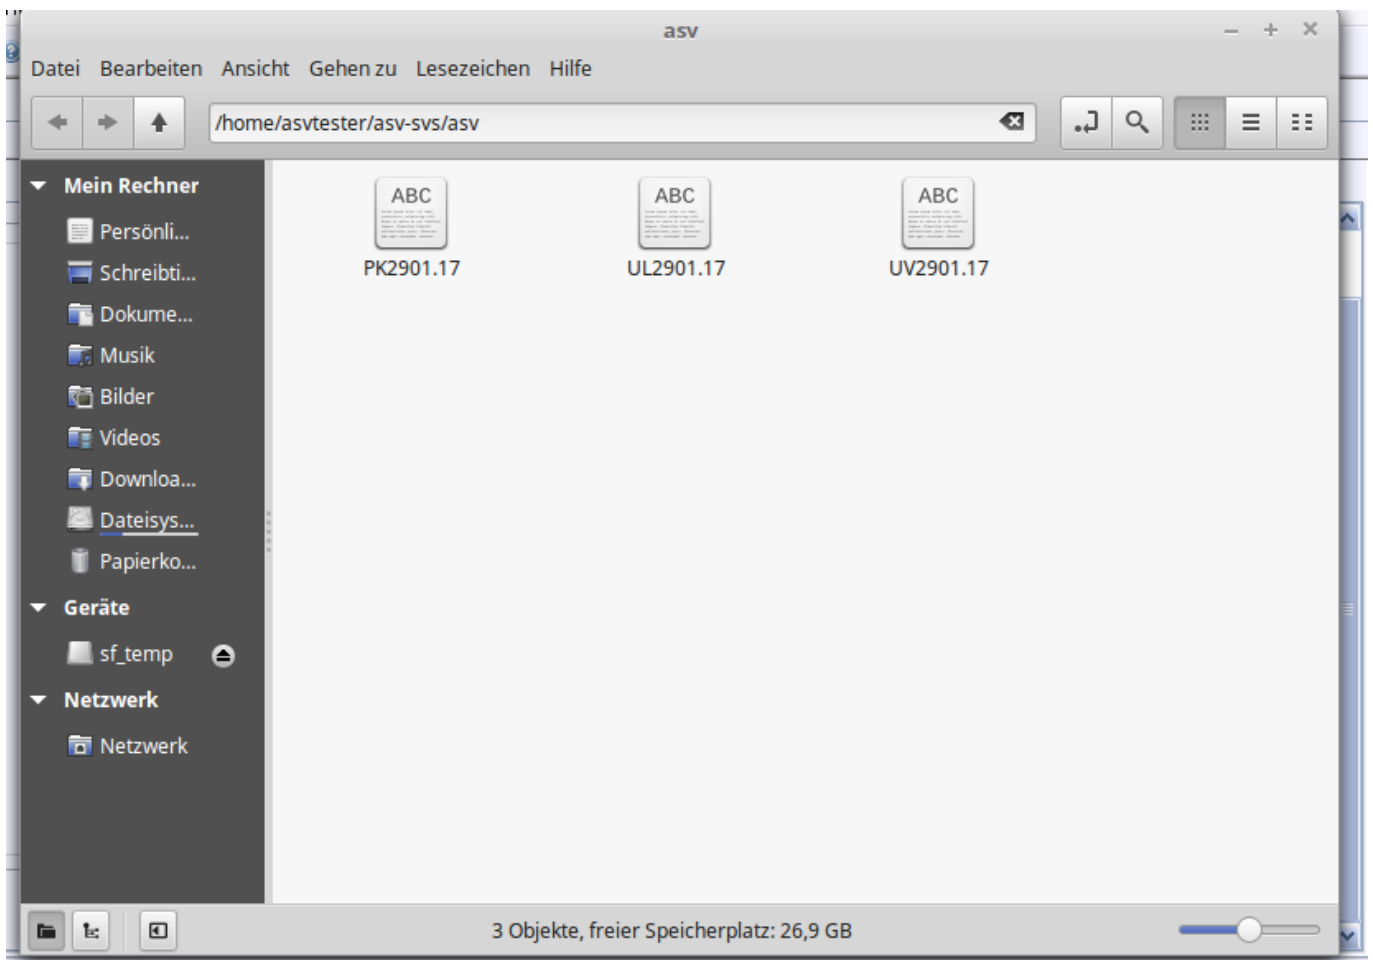 asv
Datei Bearbeiten Ansicht Gehen zu Lesezeichen Hilfe
/home/asvtester/asv-svs/asv
Mein Rechner
Persönli...
Schreibti...
Dokume...
Musik
Bilder
Videos
Downloa...
Dateisys...
Papierko...
Geräte
sf_temp
Netzwerk
Netzwerk
ABC
PK2901.17
ABC
UL2901.17
ABC
UV2901.17
3 Objekte, freier Speicherplatz: 26,9 GB